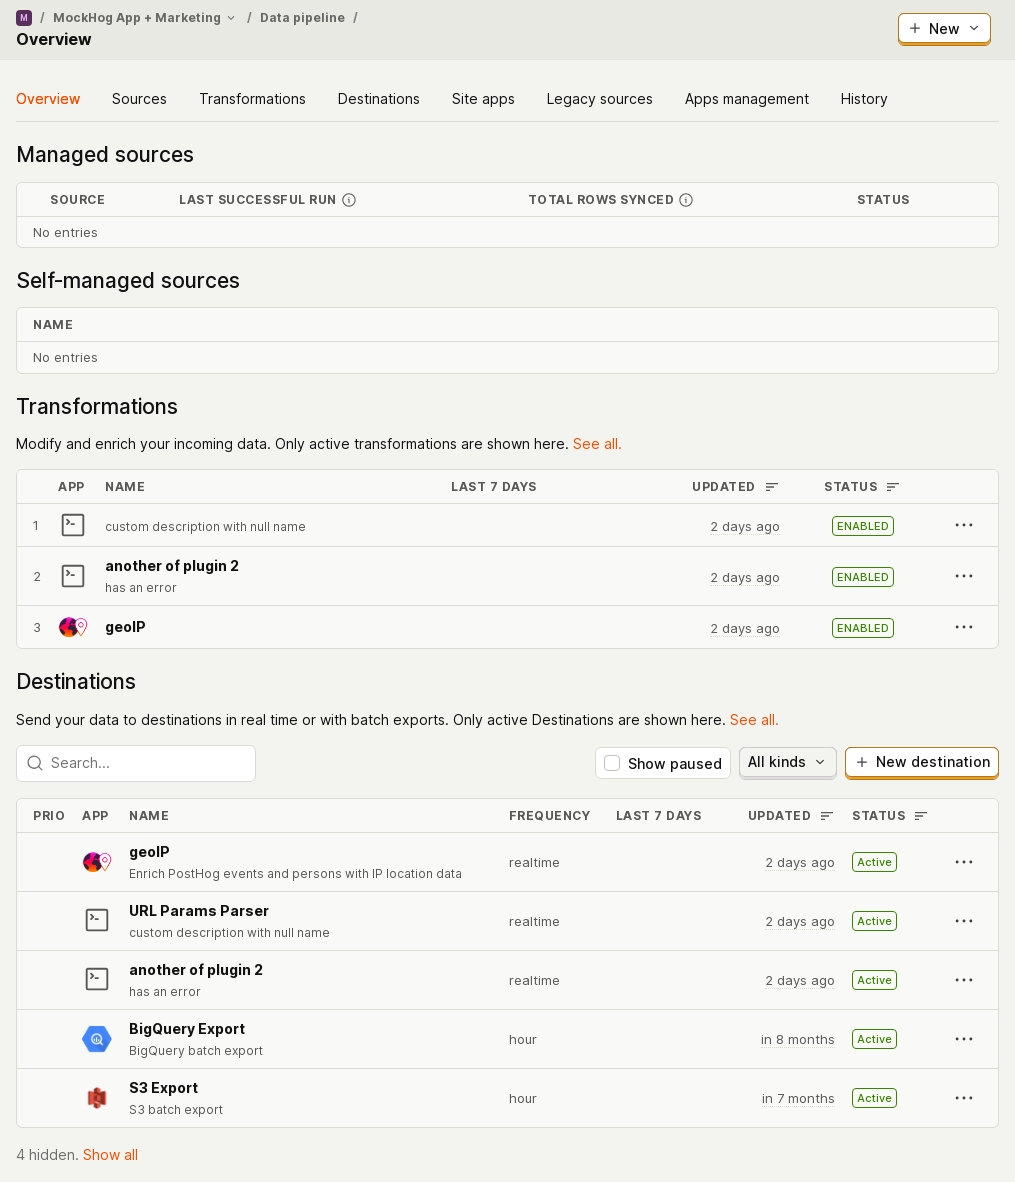 M / MockHog App + Marketing / Data pipeline /
Overview
+ New
Overview Sources Transformations Destinations Site apps Legacy sources Apps management History
Managed sources
SOURCE LAST SUCCESSFUL RUN TOTAL ROWS SYNCED STATUS
No entries
Self-managed sources
NAME
No entries
Transformations
Modify and enrich your incoming data. Only active transformations are shown here. See all.
APP NAME LAST 7 DAYS UPDATED STATUS
1 custom description with null name 2 days ago ENABLED
2 another of plugin 2 2 days ago ENABLED
has an error
3 geoIP 2 days ago ENABLED
Destinations
Send your data to destinations in real time or with batch exports. Only active Destinations are shown here. See all.
Search... Show paused All kinds + New destination
PRIO APP NAME FREQUENCY LAST 7 DAYS UPDATED STATUS
geoIP realtime 2 days ago Active
Enrich PostHog events and persons with IP location data
URL Params Parser realtime 2 days ago Active
custom description with null name
another of plugin 2 realtime 2 days ago Active
has an error
BigQuery Export hour in 8 months Active
BigQuery batch export
S3 Export hour in 7 months Active
S3 batch export
4 hidden. Show all